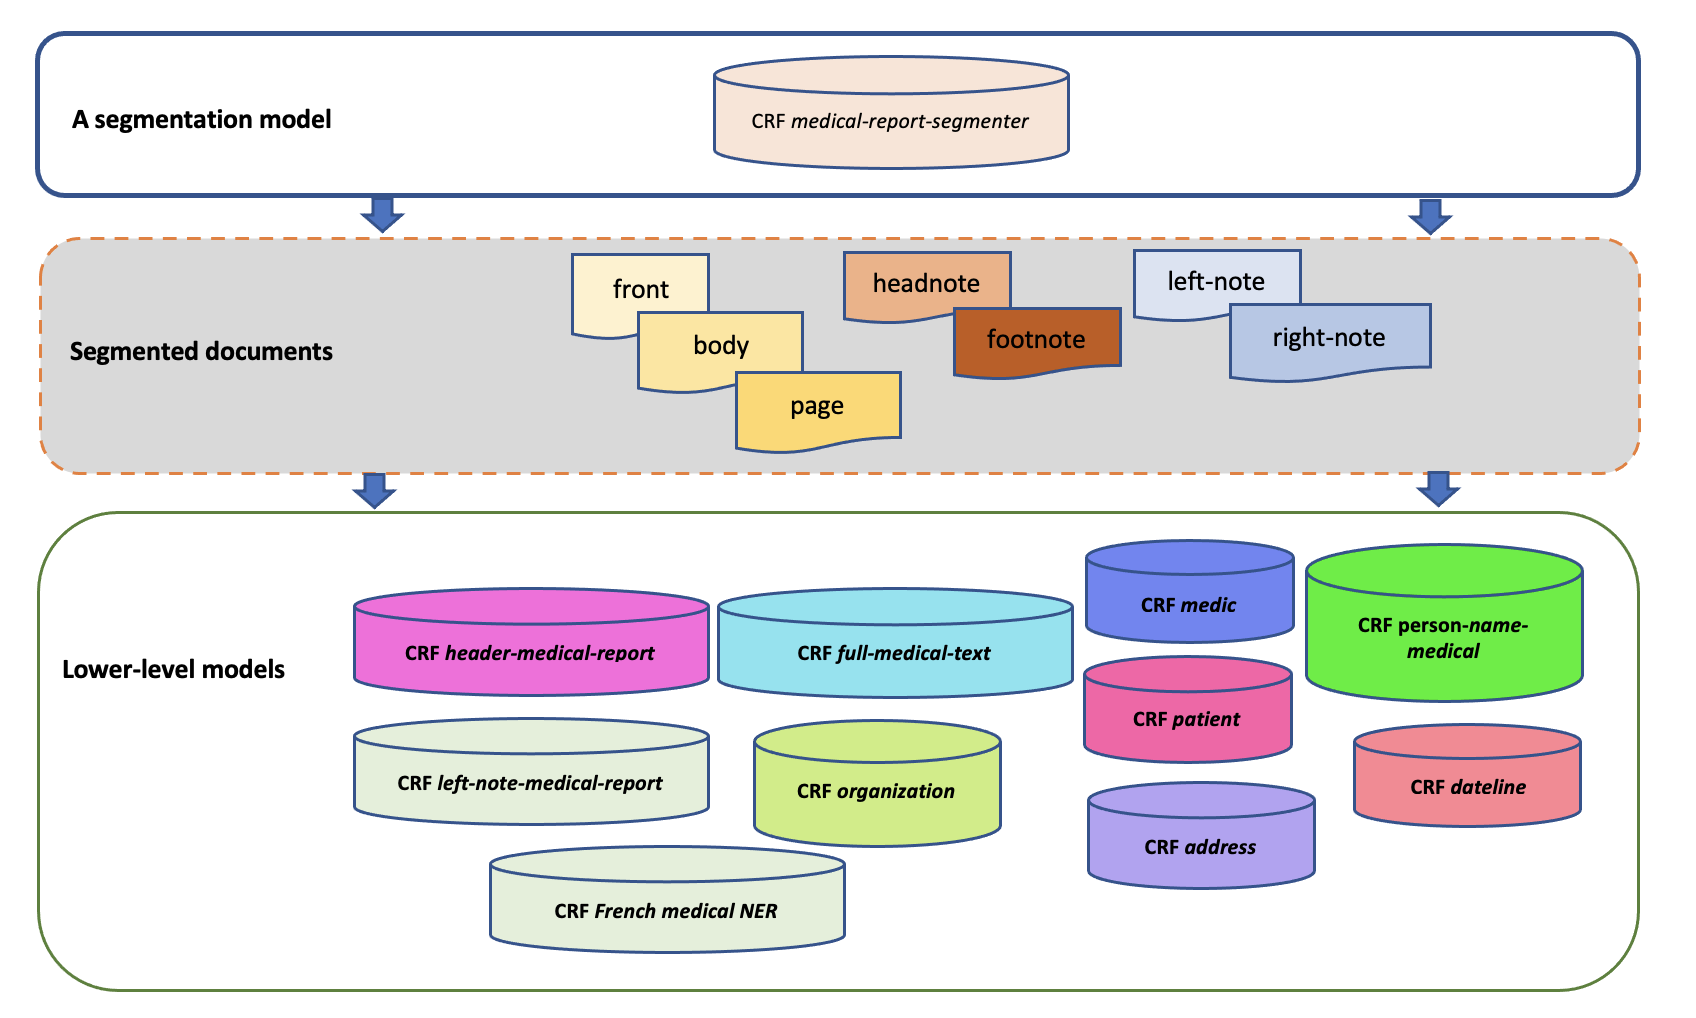 A segmentation model
CRF medical-report-segmenter
Segmented documents
front
body
page
headnote
footnote
left-note
right-note
Lower-level models
CRF header-medical-report
CRF full-medical-text
CRF medic
CRF person-name-
medical
CRF patient
CRF left-note-medical-report
CRF organization
CRF dateline
CRF address
CRF French medical NER